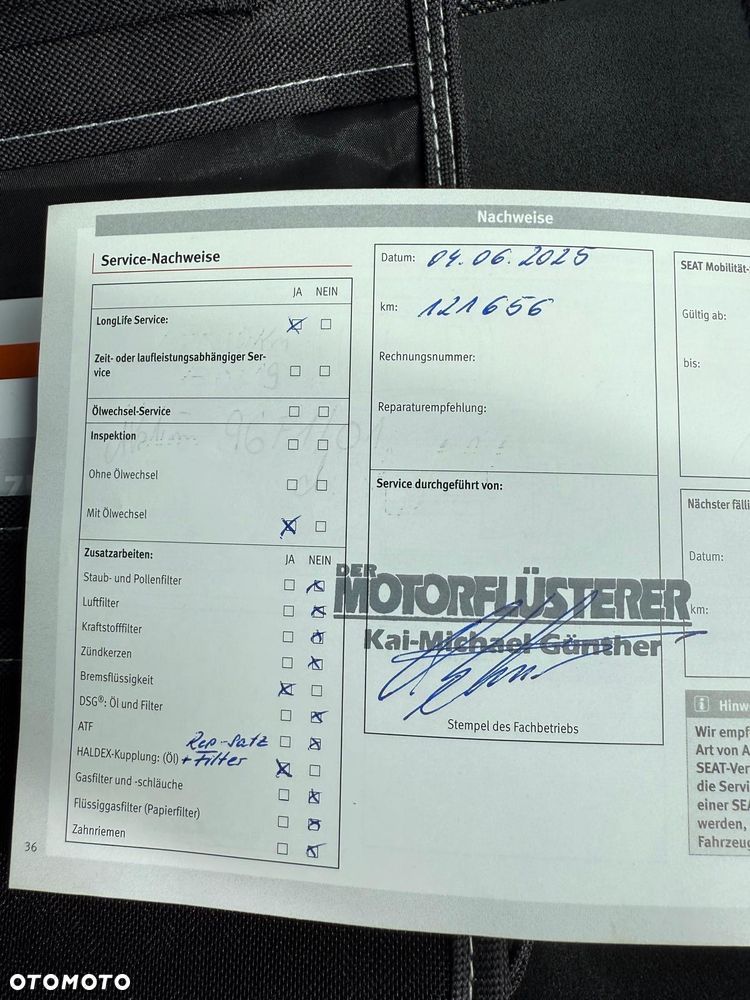 Nachweise
Service-Nachweise
JA NEIN
LongLife Service:
Zeit- oder laufleistungsabhängiger Ser-
vice
Ölwechsel-Service
Inspektion
Ohne Ölwechsel
Mit Ölwechsel
Zusatzarbeiten: JA NEIN
Staub- und Pollenfilter
Luftfilter
Kraftstofffilter
Zündkerzen
Bremsflüssigkeit
DSG®: Öl und Filter
ATF
Rep-Satz
HALDEX-Kupplung: (Öl) + Filter
Gasfilter und -schläuche
Flüssiggasfilter (Papierfilter)
Zahnriemen
36
Datum: 04.06.2025
km: 121656
Rechnungsnummer:
Reparaturempfehlung:
Service durchgeführt von:
DER
MOTORFLÜSTERER
Kai-Michael Günther
Stempel des Fachbetriebs
SEAT Mobilität-
Gültig ab:
bis:
Nächster fälli
Datum:
km:
i Hinw
Wir empf
Art von A
SEAT-Ver
die Servi
einer SEA
werden,
Fahrzeug
OTOMOTO